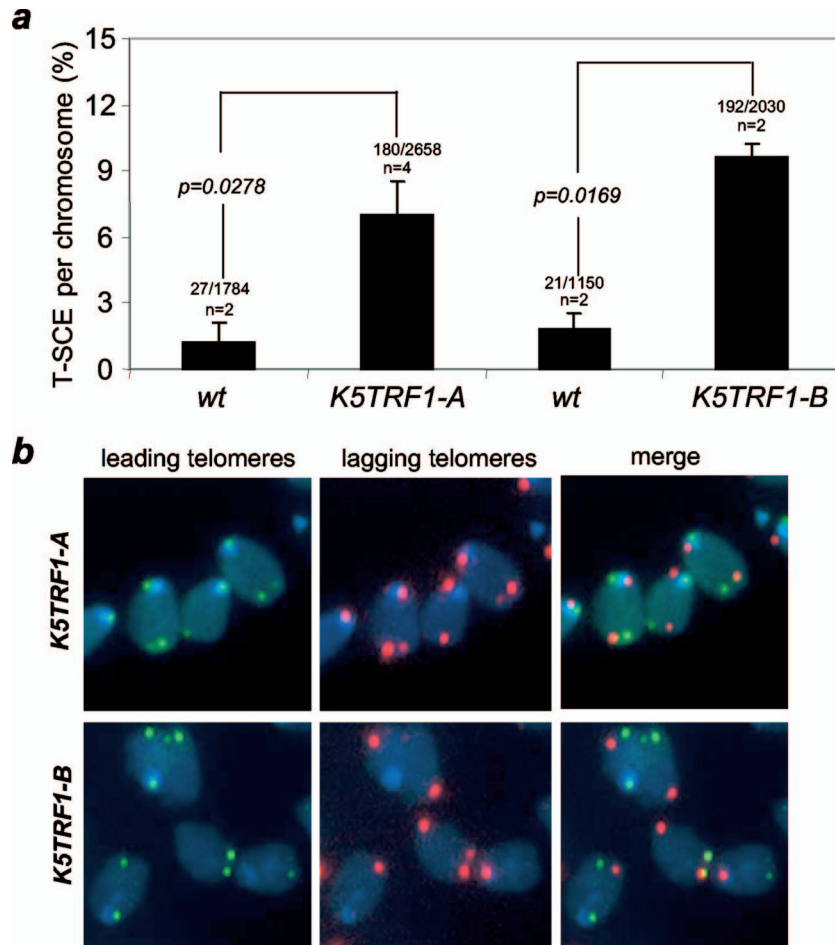 a
T-SCE per chromosome (%)
15
12
9
6
3
0
27/1784
n=2
p=0.0278
180/2658
n=4
21/1150
n=2
p=0.0169
192/2030
n=2
wt
K5TRF1-A
wt
K5TRF1-B
b
leading telomeres
lagging telomeres
merge
K5TRF1-A
K5TRF1-B